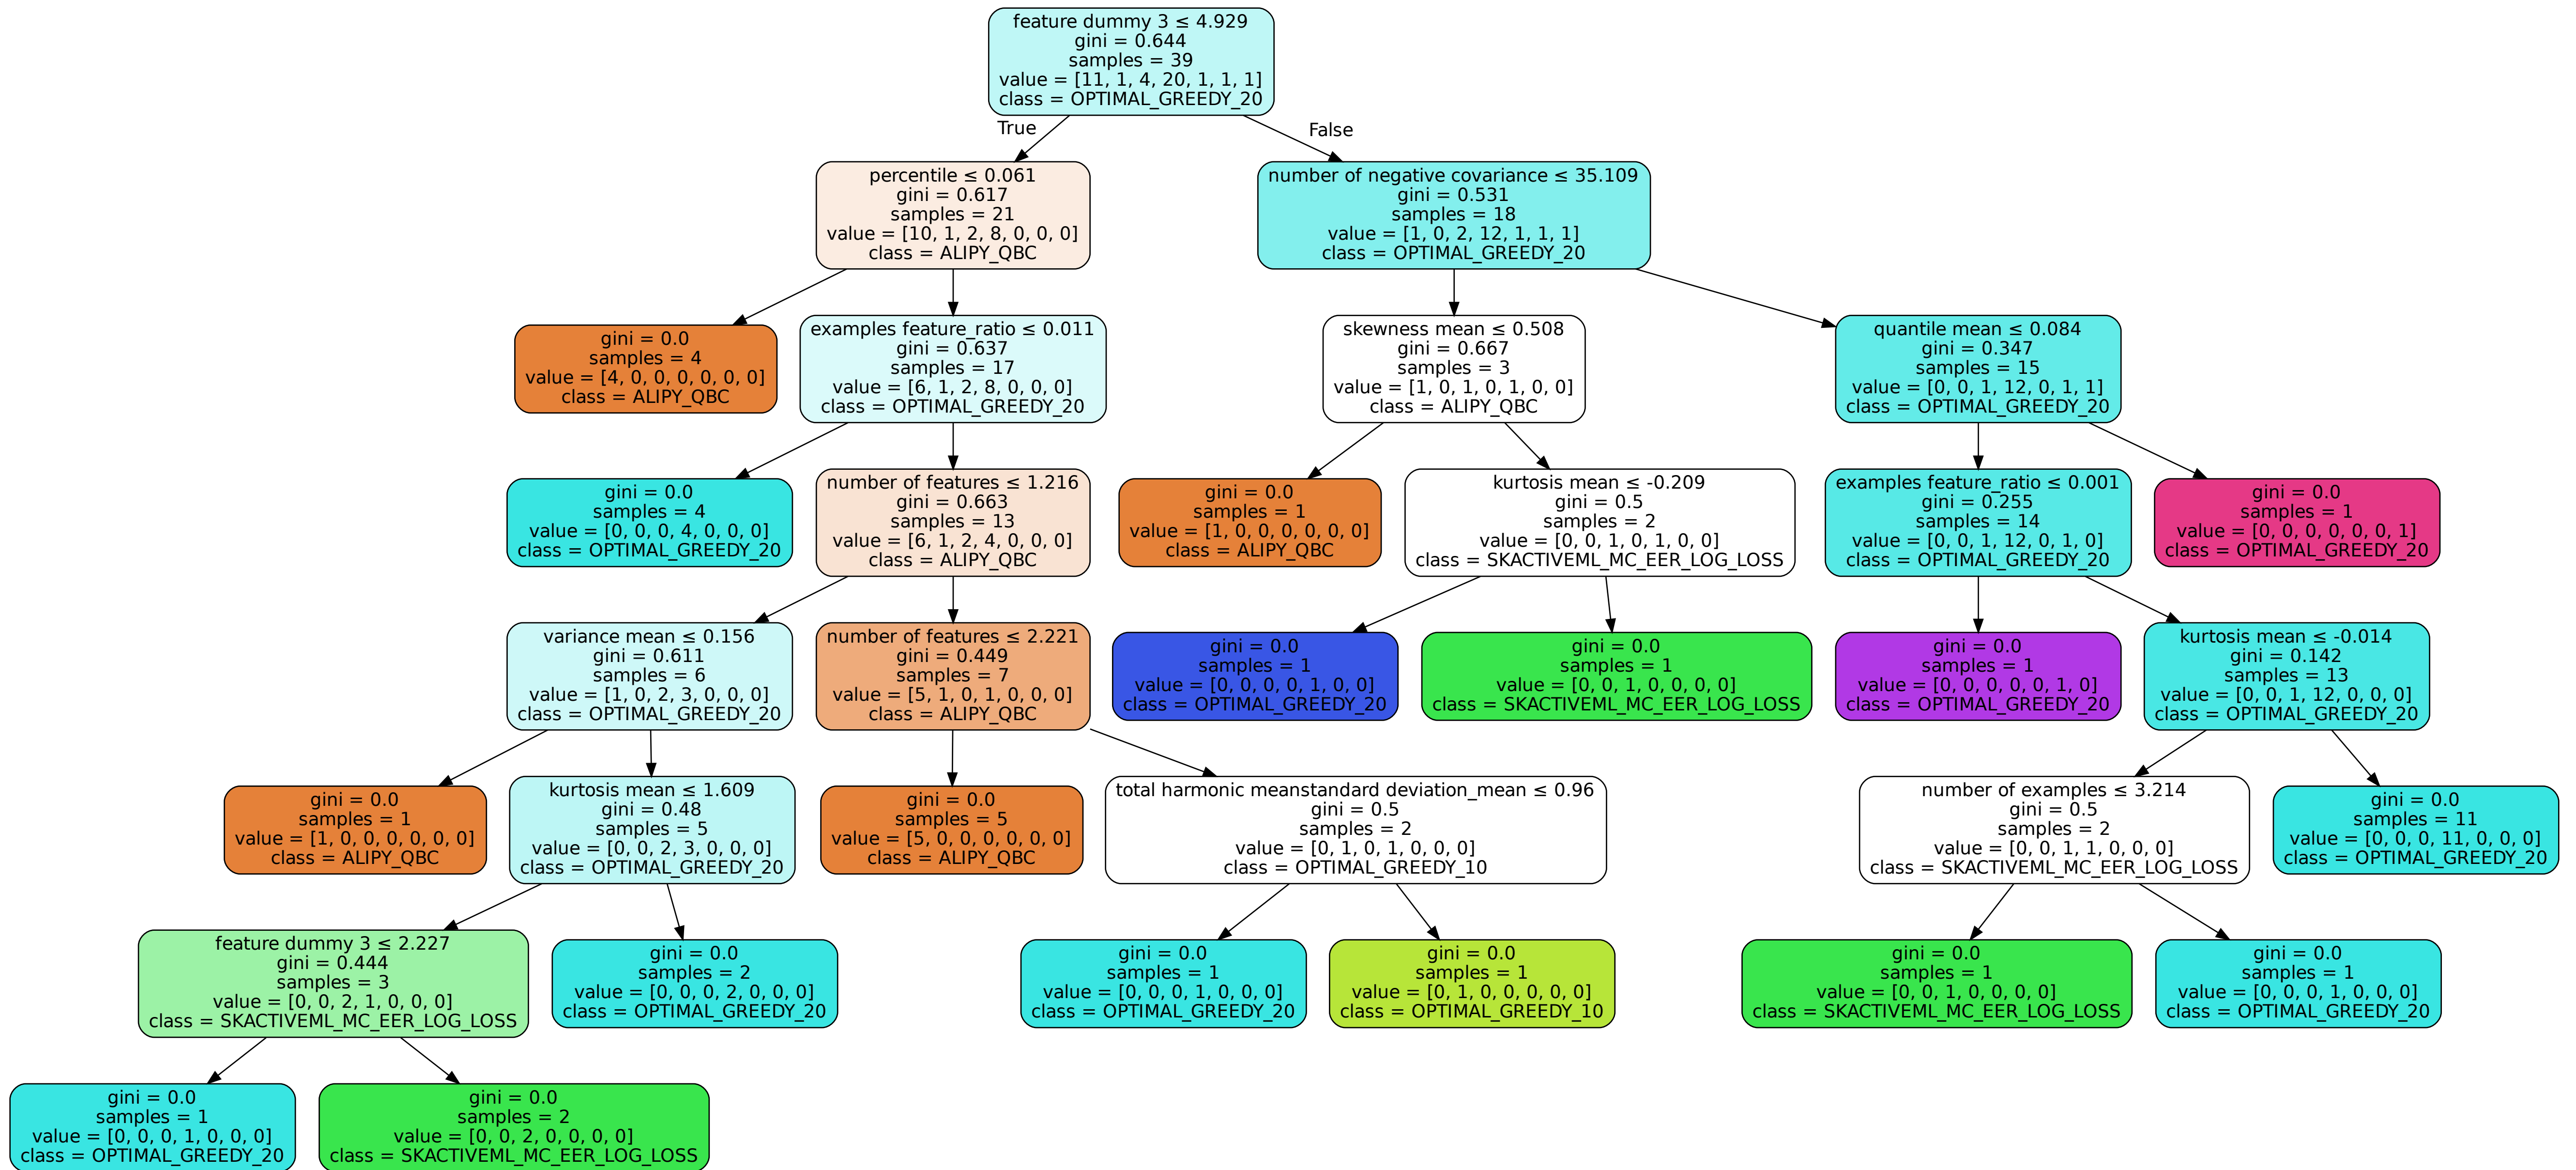 feature dummy 3 ≤ 4.929
gini = 0.644
samples = 39
value = [11, 1, 4, 20, 1, 1, 1]
class = OPTIMAL_GREEDY_20
True
False
percentile ≤ 0.061
gini = 0.617
samples = 21
value = [10, 1, 2, 8, 0, 0, 0]
class = ALIPY_QBC
number of negative covariance ≤ 35.109
gini = 0.531
samples = 18
value = [1, 0, 2, 12, 1, 1, 1]
class = OPTIMAL_GREEDY_20
gini = 0.0
samples = 4
value = [4, 0, 0, 0, 0, 0, 0]
class = ALIPY_QBC
examples feature_ratio ≤ 0.011
gini = 0.637
samples = 17
value = [6, 1, 2, 8, 0, 0, 0]
class = OPTIMAL_GREEDY_20
skewness mean ≤ 0.508
gini = 0.667
samples = 3
value = [1, 0, 1, 0, 1, 0, 0]
class = ALIPY_QBC
quantile mean ≤ 0.084
gini = 0.347
samples = 15
value = [0, 0, 1, 12, 0, 1, 1]
class = OPTIMAL_GREEDY_20
gini = 0.0
samples = 4
value = [0, 0, 0, 4, 0, 0, 0]
class = OPTIMAL_GREEDY_20
number of features ≤ 1.216
gini = 0.663
samples = 13
value = [6, 1, 2, 4, 0, 0, 0]
class = ALIPY_QBC
gini = 0.0
samples = 1
value = [1, 0, 0, 0, 0, 0, 0]
class = ALIPY_QBC
kurtosis mean ≤ -0.209
gini = 0.5
samples = 2
value = [0, 0, 1, 0, 1, 0, 0]
class = SKACTIVEML_MC_EER_LOG_LOSS
examples feature_ratio ≤ 0.001
gini = 0.255
samples = 14
value = [0, 0, 1, 12, 0, 1, 0]
class = OPTIMAL_GREEDY_20
gini = 0.0
samples = 1
value = [0, 0, 0, 0, 0, 0, 1]
class = OPTIMAL_GREEDY_20
variance mean ≤ 0.156
gini = 0.611
samples = 6
value = [1, 0, 2, 3, 0, 0, 0]
class = OPTIMAL_GREEDY_20
number of features ≤ 2.221
gini = 0.449
samples = 7
value = [5, 1, 0, 1, 0, 0, 0]
class = ALIPY_QBC
gini = 0.0
samples = 1
value = [0, 0, 0, 0, 1, 0, 0]
class = OPTIMAL_GREEDY_20
gini = 0.0
samples = 1
value = [0, 0, 1, 0, 0, 0, 0]
class = SKACTIVEML_MC_EER_LOG_LOSS
gini = 0.0
samples = 1
value = [0, 0, 0, 0, 0, 1, 0]
class = OPTIMAL_GREEDY_20
kurtosis mean ≤ -0.014
gini = 0.142
samples = 13
value = [0, 0, 1, 12, 0, 0, 0]
class = OPTIMAL_GREEDY_20
gini = 0.0
samples = 1
value = [1, 0, 0, 0, 0, 0, 0]
class = ALIPY_QBC
kurtosis mean ≤ 1.609
gini = 0.48
samples = 5
value = [0, 0, 2, 3, 0, 0, 0]
class = OPTIMAL_GREEDY_20
gini = 0.0
samples = 5
value = [5, 0, 0, 0, 0, 0, 0]
class = ALIPY_QBC
total harmonic meanstandard deviation_mean ≤ 0.96
gini = 0.5
samples = 2
value = [0, 1, 0, 1, 0, 0, 0]
class = OPTIMAL_GREEDY_10
number of examples ≤ 3.214
gini = 0.5
samples = 2
value = [0, 0, 1, 1, 0, 0, 0]
class = SKACTIVEML_MC_EER_LOG_LOSS
gini = 0.0
samples = 11
value = [0, 0, 0, 11, 0, 0, 0]
class = OPTIMAL_GREEDY_20
feature dummy 3 ≤ 2.227
gini = 0.444
samples = 3
value = [0, 0, 2, 1, 0, 0, 0]
class = SKACTIVEML_MC_EER_LOG_LOSS
gini = 0.0
samples = 2
value = [0, 0, 0, 2, 0, 0, 0]
class = OPTIMAL_GREEDY_20
gini = 0.0
samples = 1
value = [0, 0, 0, 1, 0, 0, 0]
class = OPTIMAL_GREEDY_20
gini = 0.0
samples = 1
value = [0, 1, 0, 0, 0, 0, 0]
class = OPTIMAL_GREEDY_10
gini = 0.0
samples = 1
value = [0, 0, 1, 0, 0, 0, 0]
class = SKACTIVEML_MC_EER_LOG_LOSS
gini = 0.0
samples = 1
value = [0, 0, 0, 1, 0, 0, 0]
class = OPTIMAL_GREEDY_20
gini = 0.0
samples = 1
value = [0, 0, 0, 1, 0, 0, 0]
class = OPTIMAL_GREEDY_20
gini = 0.0
samples = 2
value = [0, 0, 2, 0, 0, 0, 0]
class = SKACTIVEML_MC_EER_LOG_LOSS